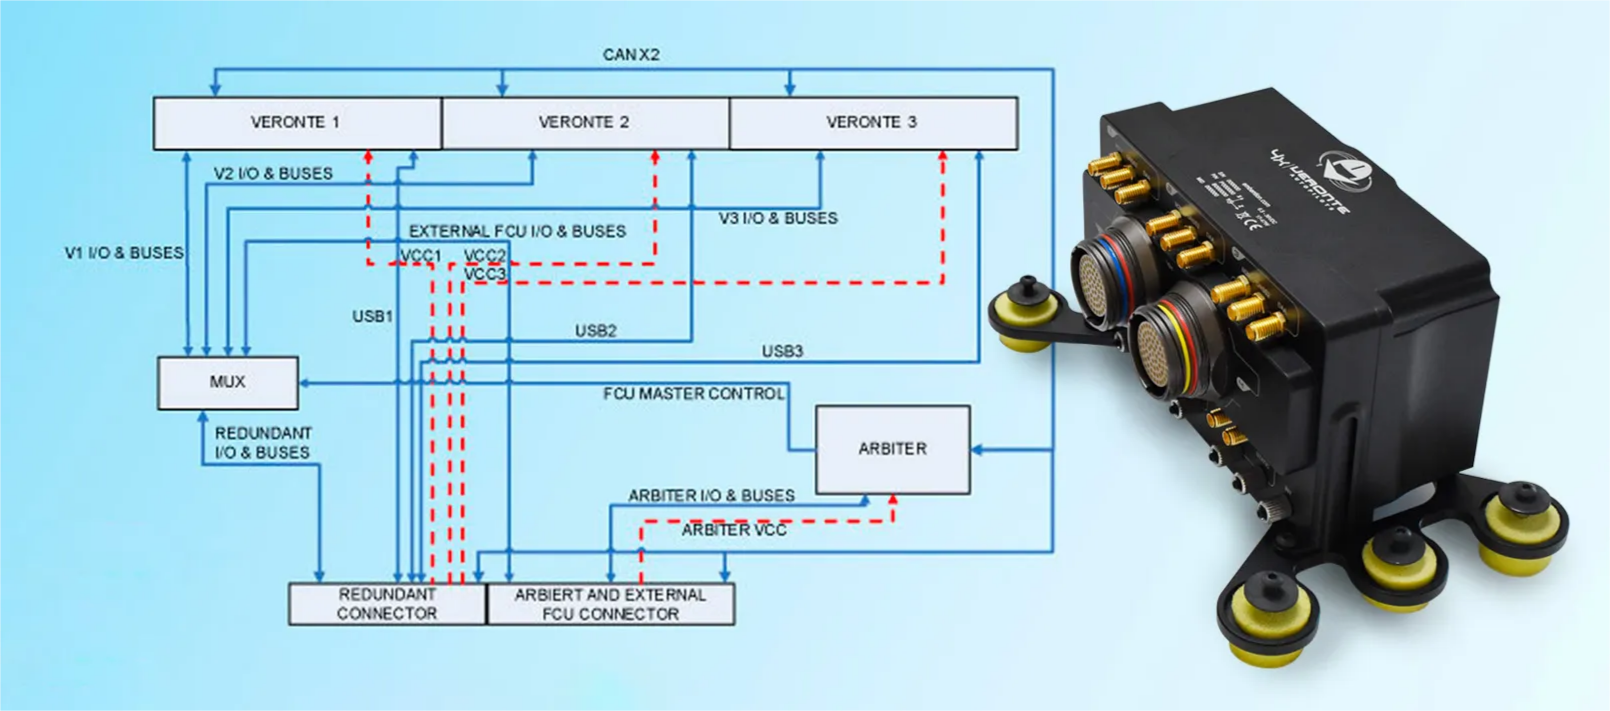 CAN X2
VERONTE 1
VERONTE 2
VERONTE 3
V2 I/O & BUSES
V3 I/O & BUSES
EXTERNAL FCU I/O & BUSES
V1 I/O & BUSES
VCC1
VCC2
VCC3
USB1
USB2
USB3
MUX
FCU MASTER CONTROL
REDUNDANT
I/O & BUSES
ARBITER
ARBITER I/O & BUSES
ARBITER VCC
REDUNDANT
CONNECTOR
ARBIERT AND EXTERNAL
FCU CONNECTOR
4X
VERONTE
AUTOPILOT